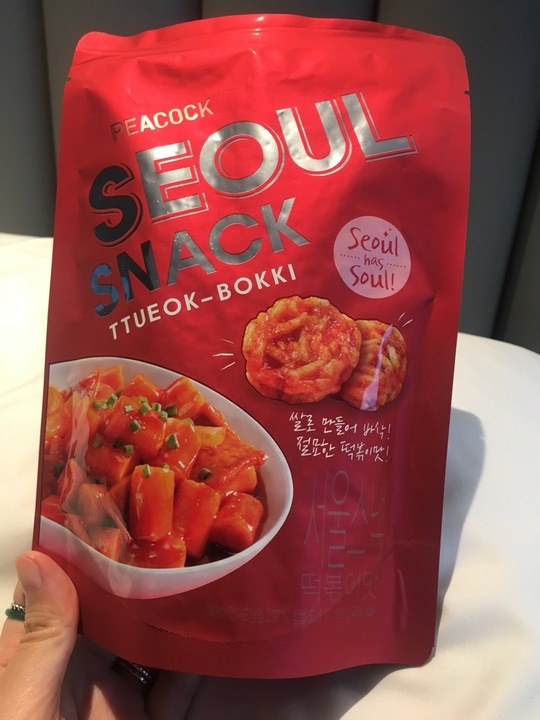 PEACOCK
SEOUL
SNACK
TTUEOK-BOKKI
Seoul
has
Soul!
쌀로 만들어 바삭!
절묘한 떡볶이맛!
서울스낵
떡볶이맛